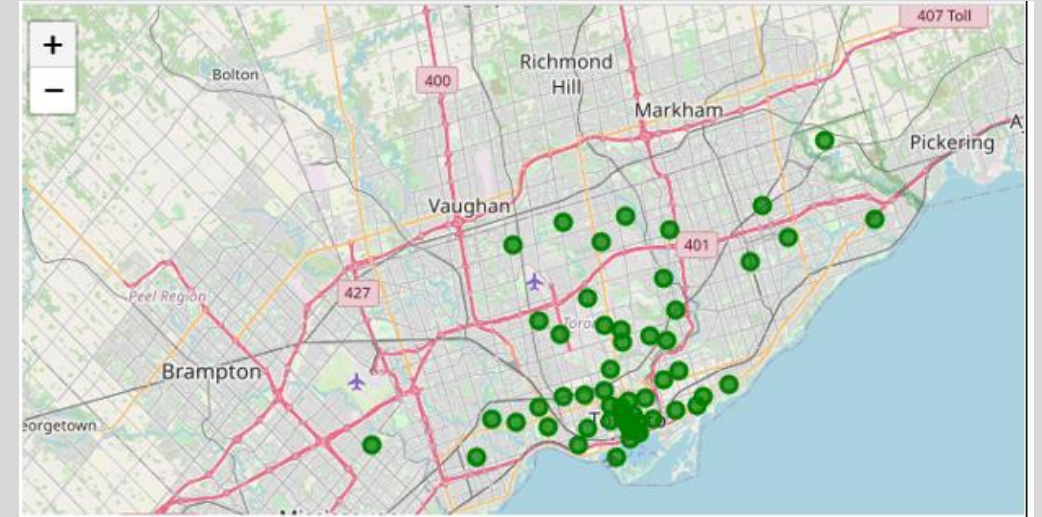 407 Toll
+
−
Bolton
400
Richmond
Hill
Markham
Pickering
Vaughan
401
427
Peel Region
Brampton
eorgetown